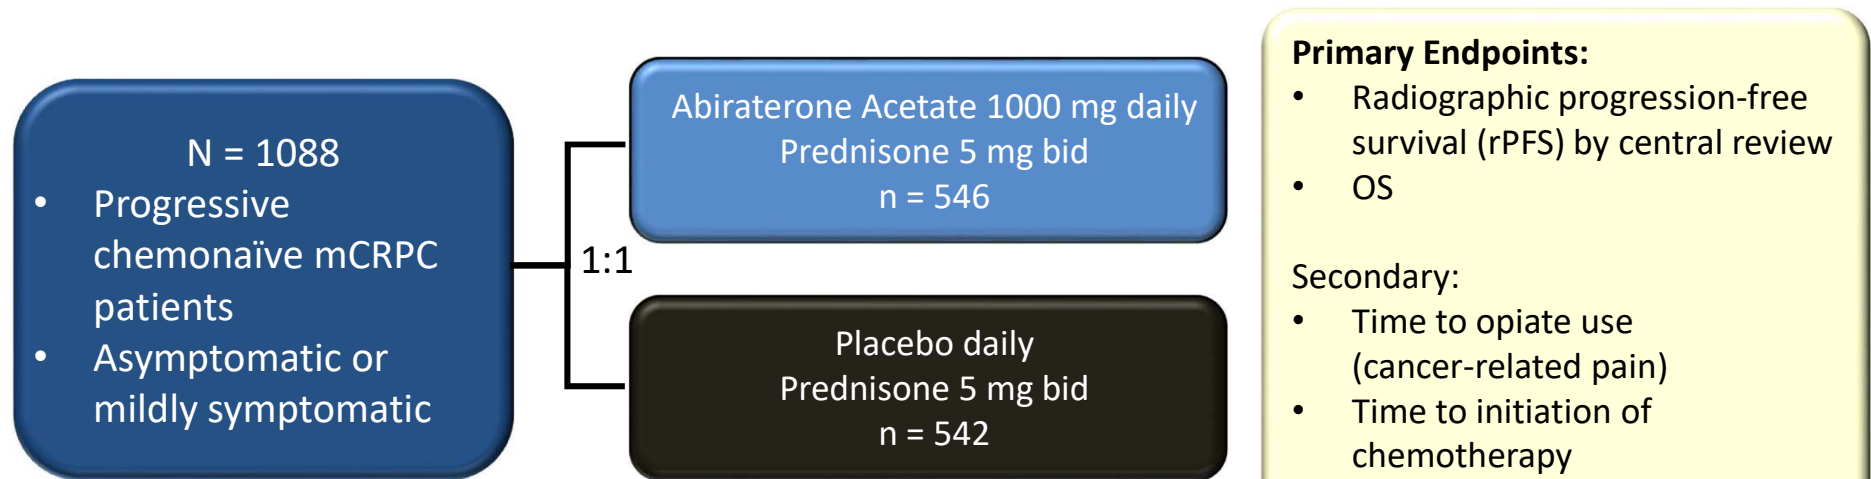 N = 1088
• Progressive
chemonaïve mCRPC
patients
• Asymptomatic or
mildly symptomatic
1:1
Abiraterone Acetate 1000 mg daily
Prednisone 5 mg bid
n = 546
Placebo daily
Prednisone 5 mg bid
n = 542
Primary Endpoints:
• Radiographic progression-free
survival (rPFS) by central review
• OS
Secondary:
• Time to opiate use
(cancer-related pain)
• Time to initiation of
chemotherapy